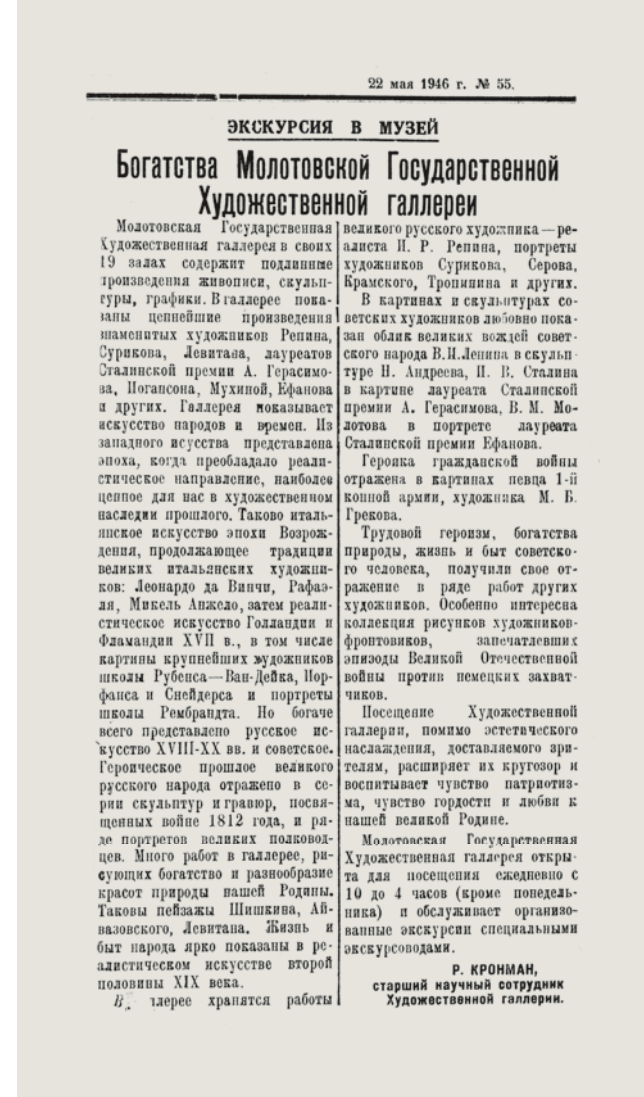 22 мая 1946 г. № 55.
ЭКСКУРСИЯ В МУЗЕЙ
Богатства Молотовской Государственной
Художественной галлереи
Молотовская Государственная
Художественная галлерея в своих
19 залах содержит подлинные
произведения живописи, скульп-
туры, графики. В галлерее пока-
заны ценнейшие произведения
знаменитых художников Репина,
Сурикова, Левитана, лауреатов
Сталинской премии А. Герасимо-
ва, Иогансона, Мухиной, Ефанова
и других. Галлерея показывает
искусство народов и времен. Из
западного исусства представлена
эпоха, когда преобладало реали-
стическое направление, наиболее
ценное для нас в художественном
наследии прошлого. Таково италь-
янское искусство эпохи Возрож-
дения, продолжающее традиции
великих итальянских художни-
ков: Леонардо да Винчи, Рафаэ-
ля, Микель Анжело, затем реали-
стическое искусство Голландии и
Фламандии XVII в., в том числе
картины крупнейших художников
школы Рубенса—Ван-Дейка, Иор-
фанса и Снейдерса и портреты
школы Рембрандта. Но богаче
всего представлено русское ис-
кусство XVIII-XX вв. и советское.
Героическое прошлое великого
русского народа отражено в се-
рии скульптур и гравюр, посвя-
щенных войне 1812 года, и ря-
де портретов великих полковод-
цев. Много работ в галлерее, ри-
сующих богатство и разнообразие
красот природы нашей Родины.
Таковы пейзажы Шишкина, Ай-
вазовского, Левитана. Жизнь и
быт народа ярко показаны в ре-
алистическом искусстве второй
половины XIX века.
В лерее хранятся работы
великого русского художника—ре-
алиста И. Р. Репина, портреты
художников Сурикова, Серова,
Крамского, Тропинина и других.
В картинах и скульптурах со-
ветских художников любовно пока-
зан облик великих вождей совет-
ского народа В.И.Ленина в скульп-
туре Н. Андреева, И. В. Сталина
в картине лауреата Сталинской
премии А. Герасимова, В. М. Мо-
лотова в портрете лауреата
Сталинской премии Ефанова.
Героика гражданской войны
отражена в картинах певца 1-й
конной армии, художника М. Б.
Грекова.
Трудовой героизм, богатства
природы, жизнь и быт советско-
го человека, получили свое от-
ражение в ряде работ других
художников. Особенно интересна
коллекция рисунков художников-
фронтовиков, запечатлевших
эпизоды Великой Отечественной
войны против немецких захват-
чиков.
Посещение Художественной
галлерии, помимо эстетического
наслаждения, доставляемого зри-
телям, расширяет их кругозор и
воспитывает чувство патриотиз-
ма, чувство гордости и любви к
нашей великой Родине.
Молотовская Государственная
Художественная галлерея откры-
та для посещения ежедневно с
10 до 4 часов (кроме понедель-
ника) и обслуживает организо-
ванные экскурсии специальными
экскурсоводами.
Р. КРОНМАН,
старший научный сотрудник
Художественной галлерии.